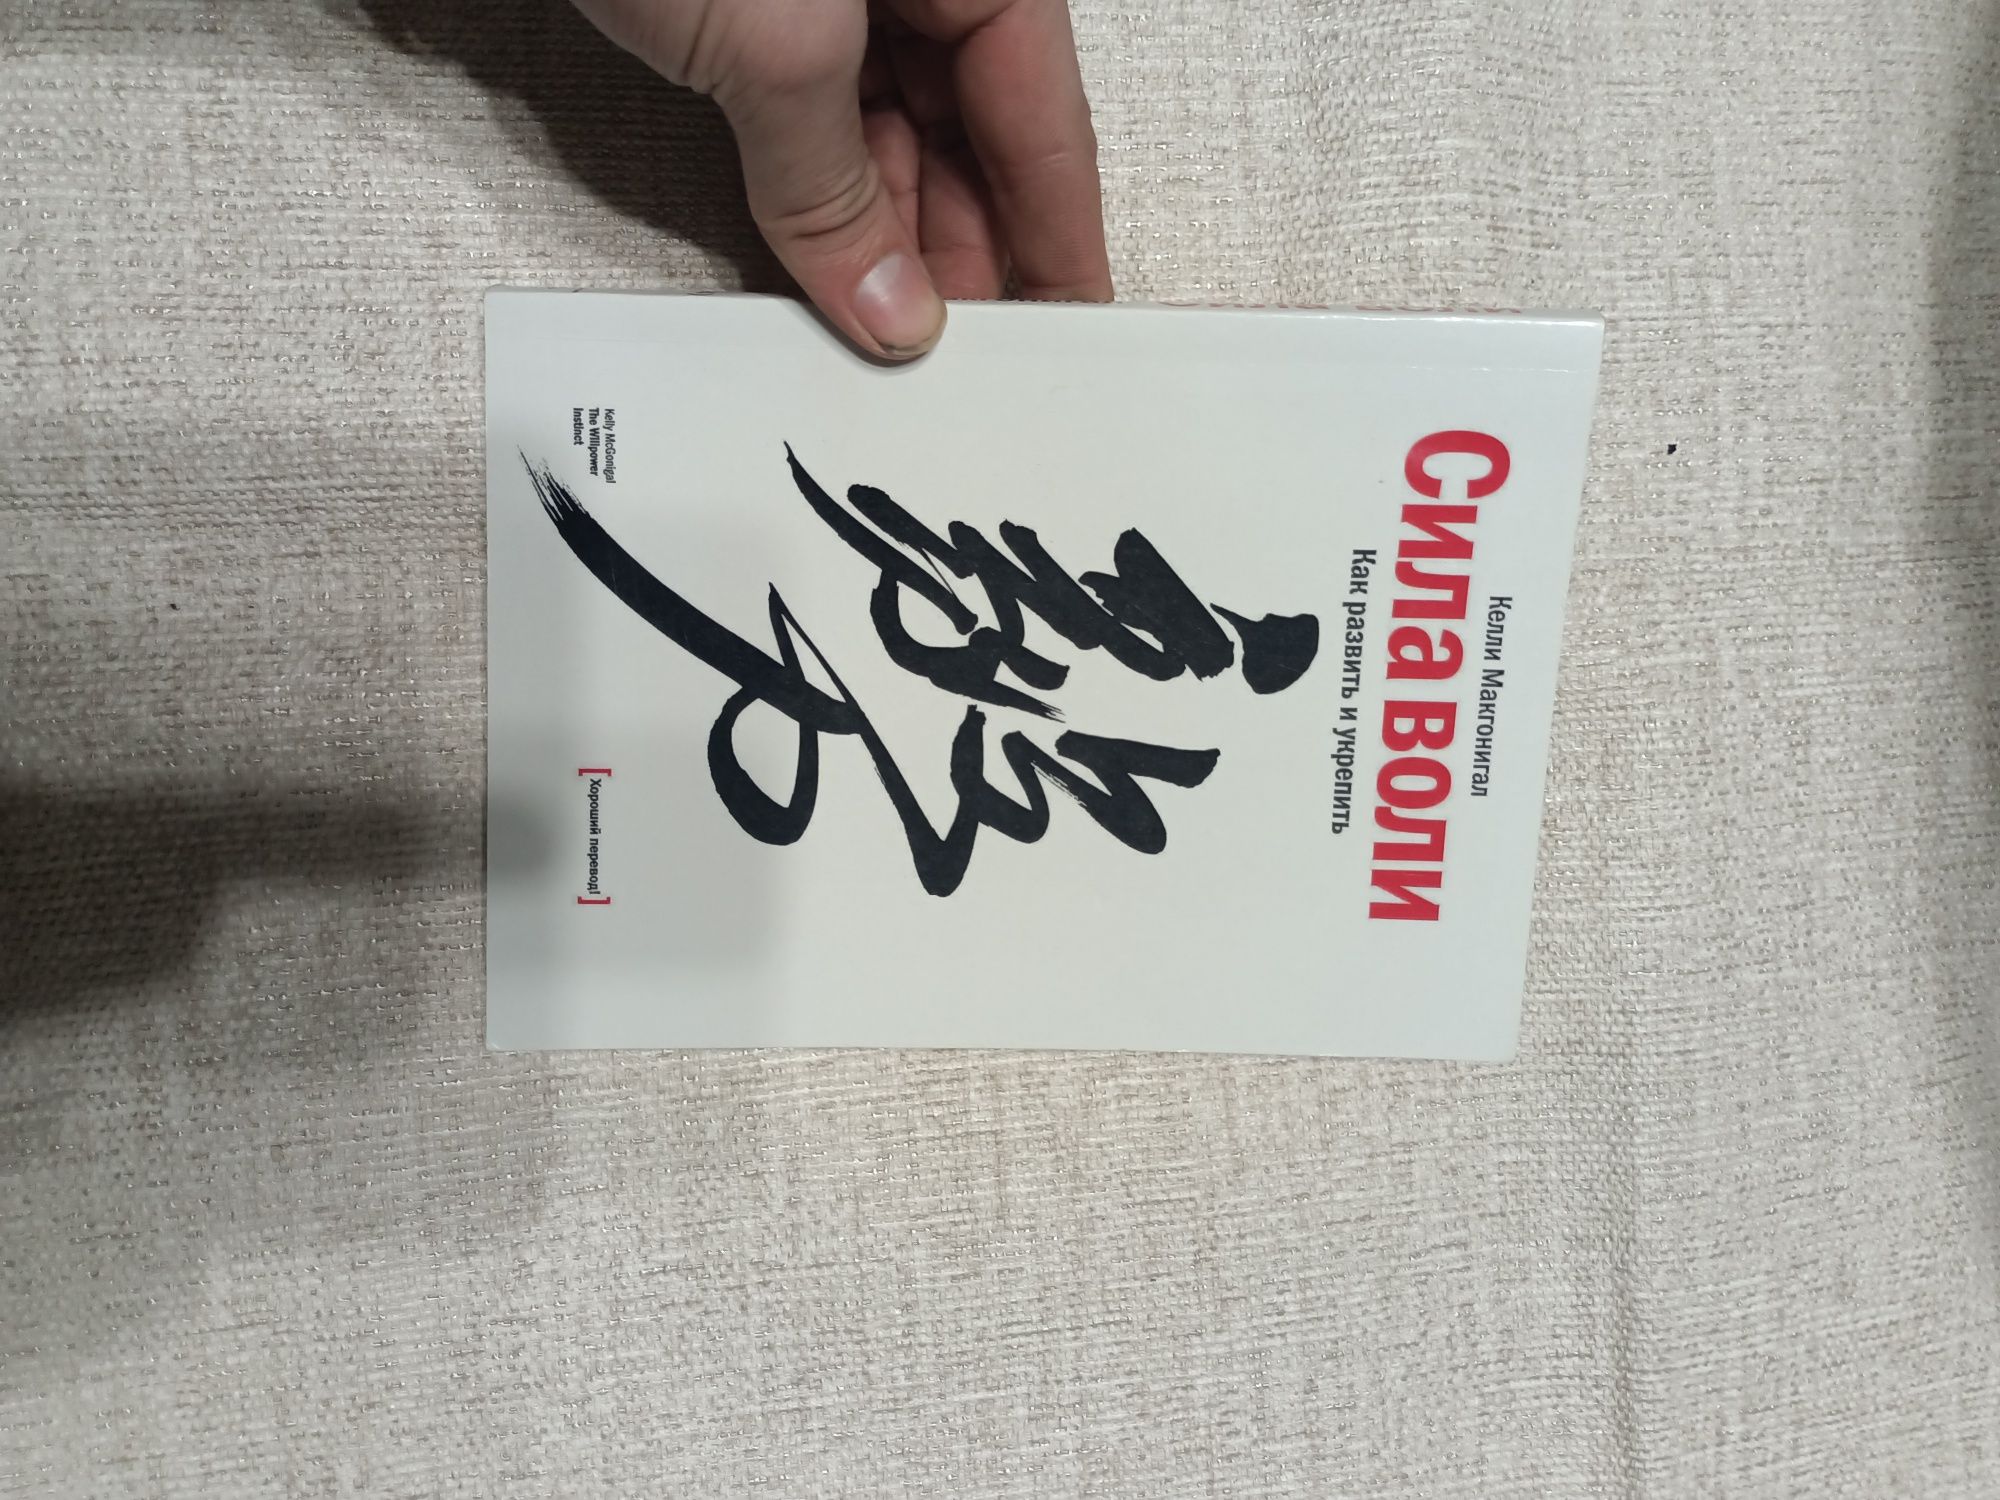 Келли Макгонигал
Сила воли
Как развить и укрепить
Kelly McGonigal
The Willpower
Instinct
[Хороший перевод!]